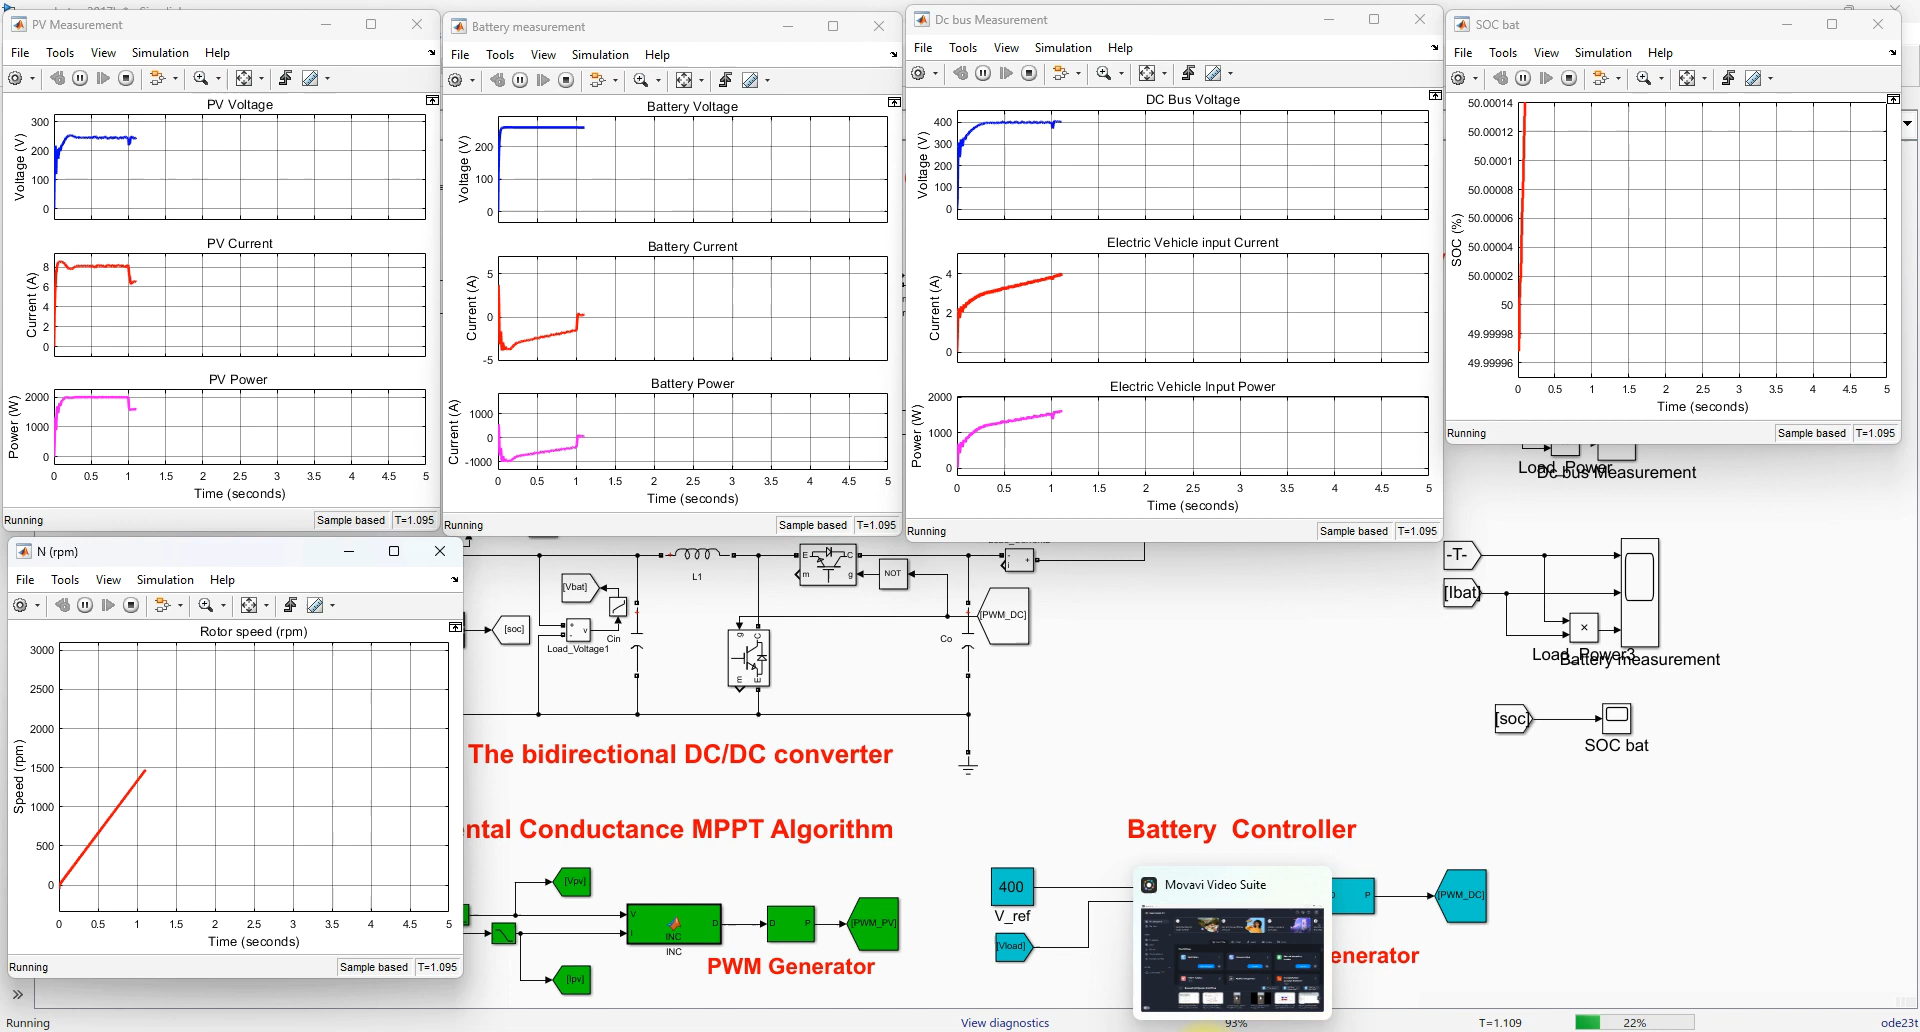 PV Measurement
File Tools View Simulation Help
PV Voltage
Voltage (V)
300
200
100
0
PV Current
Current (A)
8
6
4
2
0
PV Power
Power (W)
2000
1000
0
0 0.5 1 1.5 2 2.5 3 3.5 4 4.5 5
Time (seconds)
Running Sample based T=1.095
Battery measurement
File Tools View Simulation Help
Battery Voltage
Voltage (V)
200
100
0
Battery Current
Current (A)
5
0
-5
Battery Power
Current (A)
1000
0
-1000
0 0.5 1 1.5 2 2.5 3 3.5 4 4.5 5
Time (seconds)
Running Sample based T=1.095
Dc bus Measurement
File Tools View Simulation Help
DC Bus Voltage
Voltage (V)
400
300
200
100
0
Electric Vehicle input Current
Current (A)
4
2
0
Electric Vehicle Input Power
Power (W)
2000
1000
0
0 0.5 1 1.5 2 2.5 3 3.5 4 4.5 5
Time (seconds)
Running Sample based T=1.095
SOC bat
File Tools View Simulation Help
SOC (%)
50.00014
50.00012
50.0001
50.00008
50.00006
50.00004
50.00002
50
49.99998
49.99996
0 0.5 1 1.5 2 2.5 3 3.5 4 4.5 5
Time (seconds)
Running Sample based T=1.095
Load_Power
Dc bus Measurement
N (rpm)
File Tools View Simulation Help
Rotor speed (rpm)
Speed (rpm)
3000
2500
2000
1500
1000
500
0
0 0.5 1 1.5 2 2.5 3 3.5 4 4.5 5
Time (seconds)
Running Sample based T=1.095
L1
E C
m g
NOT
i
[Vbat]
[soc]
v
Load_Voltage1
Cin
g C
m E
Co
[PWM_DC]
-T-
[Ibat]
×
Load_Power3
Battery measurement
[soc]
SOC bat
The bidirectional DC/DC converter
ntal Conductance MPPT Algorithm
Battery Controller
[Vpv]
V
I
D
INC
INC
D P
[PWM_PV]
[Ipv]
PWM Generator
400
V_ref
[Vload]
P
[PWM_DC]
enerator
Movavi Video Suite
Running
View diagnostics
93%
T=1.109
22%
ode23t